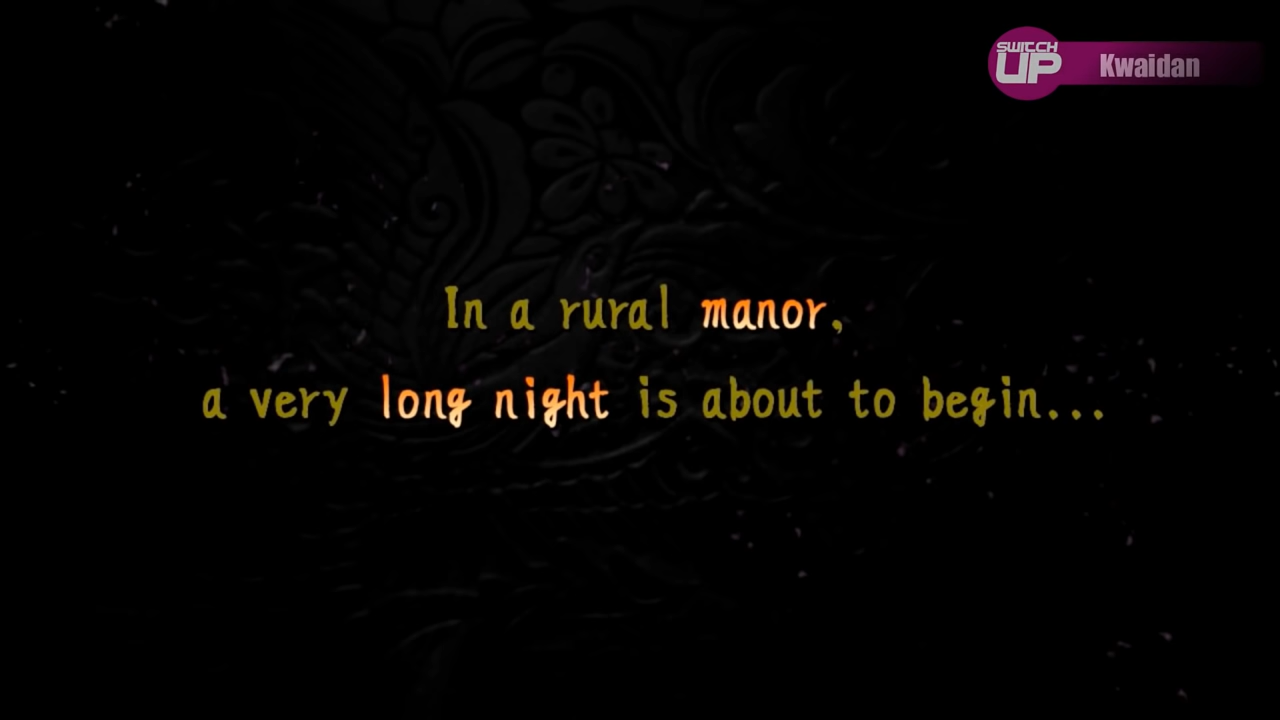 SWITCH
UP
Kwaidan
In a rural manor,
a very long night is about to begin...